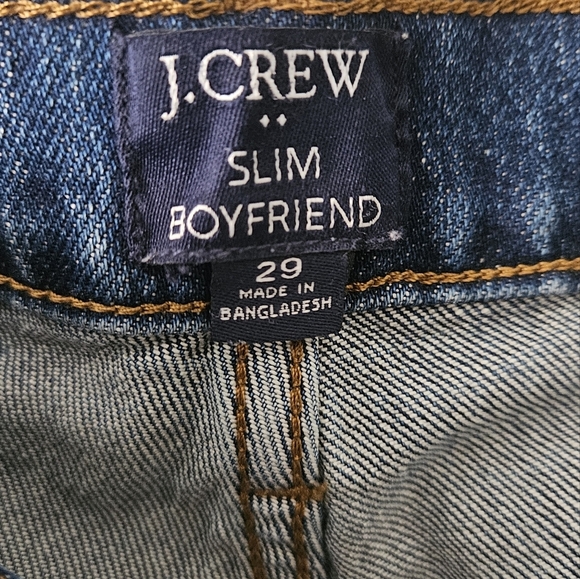 J.CREW
SLIM
BOYFRIEND
29
MADE IN
BANGLADESH